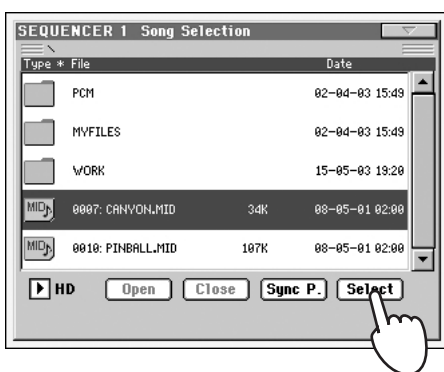 SEQUENCER 1 Song Selection
Type * File Date
PCM 02-04-03 15:49
MYFILES 02-04-03 15:49
WORK 15-05-03 19:20
MID 0007: CANYON.MID 34K 08-05-01 02:00
MID 0010: PINBALL.MID 107K 08-05-01 02:00
HD Open Close Sync P. Select